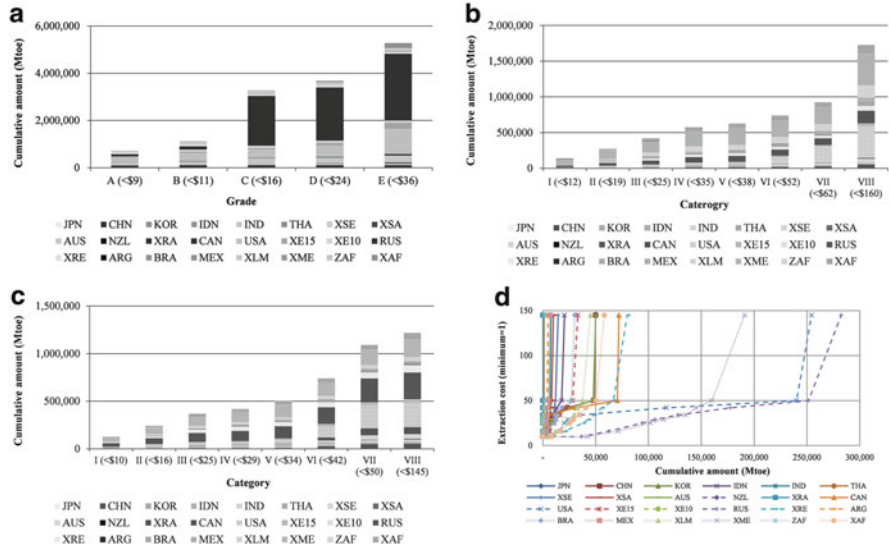 a
6,000,000
4,000,000
2,000,000
0
Cumulative amount (Mtoe)
A (<$9) B (<$11) C (<$16) D (<$24) E (<$36)
Grade
JPN CHN KOR IDN IND THA XSE XSA
AUS NZL XRA CAN USA XE15 XE10 RUS
XRE ARG BRA MEX XLM XME ZAF XAF
b
2,000,000
1,500,000
1,000,000
500,000
0
Cumulative amount (Mtoe)
I (<$12) II (<$19) III (<$25) IV (<$35) V (<$38) VI (<$52) VII VIII
(<$62) (<$160)
Caterogry
JPN CHN KOR IDN IND THA XSE XSA
AUS NZL XRA CAN USA XE15 XE10 RUS
XRE ARG BRA MEX XLM XME ZAF XAF
c
1,500,000
1,000,000
500,000
0
Cumulative amount (Mtoe)
I (<$10) II (<$16) III (<$25) IV (<$29) V (<$34) VI (<$42) VII VIII
(<$50) (<$145)
Category
JPN CHN KOR IDN IND THA XSE XSA
AUS NZL XRA CAN USA XE15 XE10 RUS
XRE ARG BRA MEX XLM XME ZAF XAF
d
150
100
50
0
Extraction cost (minimum=1)
0 50,000 100,000 150,000 200,000 250,000 300,000
Cumulative amount (Mtoe)
JPN CHN KOR IDN IND THA
XSE XSA AUS NZL XRA CAN
USA XE15 XE10 RUS XRE ARG
BRA MEX XLM XME ZAF XAF